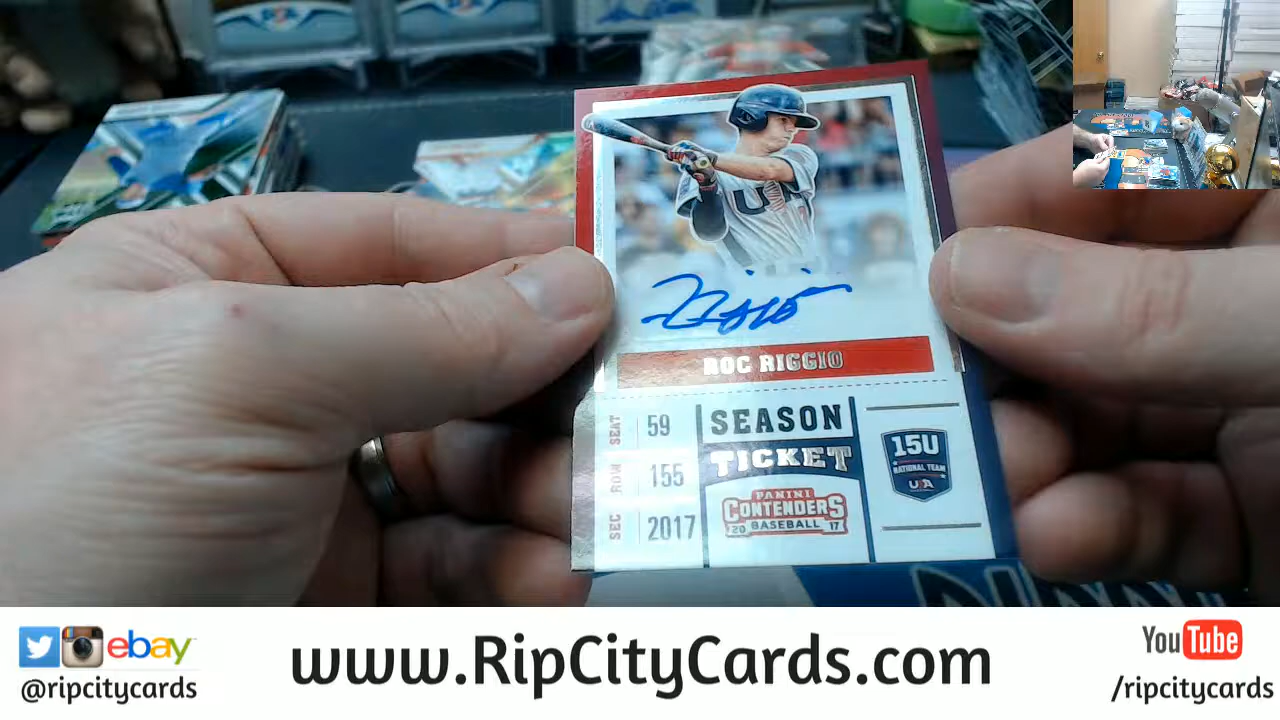 USA
ROC RIGGIO
SEAT 59
ROW 155
SEC 2017
SEASON
TICKET
PANINI
CONTENDERS
20 BASEBALL 17
15U
NATIONAL TEAM
USA
ebay
@ripcitycards
www.RipCityCards.com
YouTube
/ripcitycards